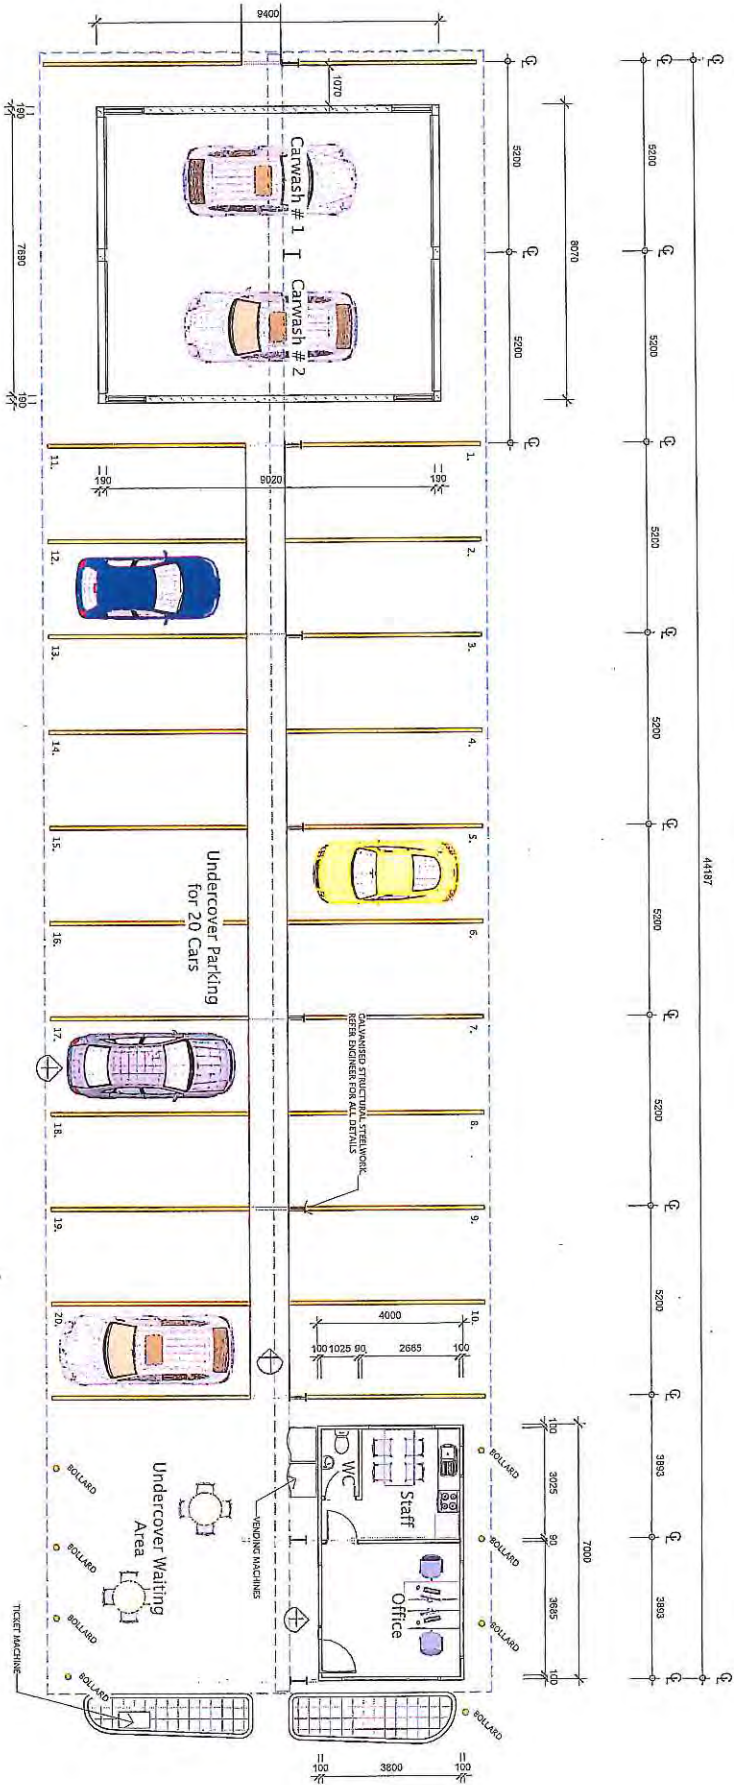 44187
5200
5200
5200
5200
5200
5200
5200
3893
3893
5200
5200
8070
9400
1070
190
7690
190
Carwash # 1
Carwash # 2
190
9020
190
1.
2.
3.
4.
5.
6.
7.
8.
9.
10.
11.
12.
13.
14.
15.
16.
17.
18.
19.
20.
Undercover Parking
for 20 Cars
GALVANISED STRUCTURAL STEELWORK.
REFER ENGINEER FOR ALL DETAILS
4000
100
1025
90
2685
100
100
3025
90
3685
100
7000
WC
Staff
Office
VENDING MACHINES
Undercover Waiting
Area
BOLLARD
BOLLARD
BOLLARD
BOLLARD
BOLLARD
BOLLARD
BOLLARD
BOLLARD
TICKET MACHINE
100
3800
100